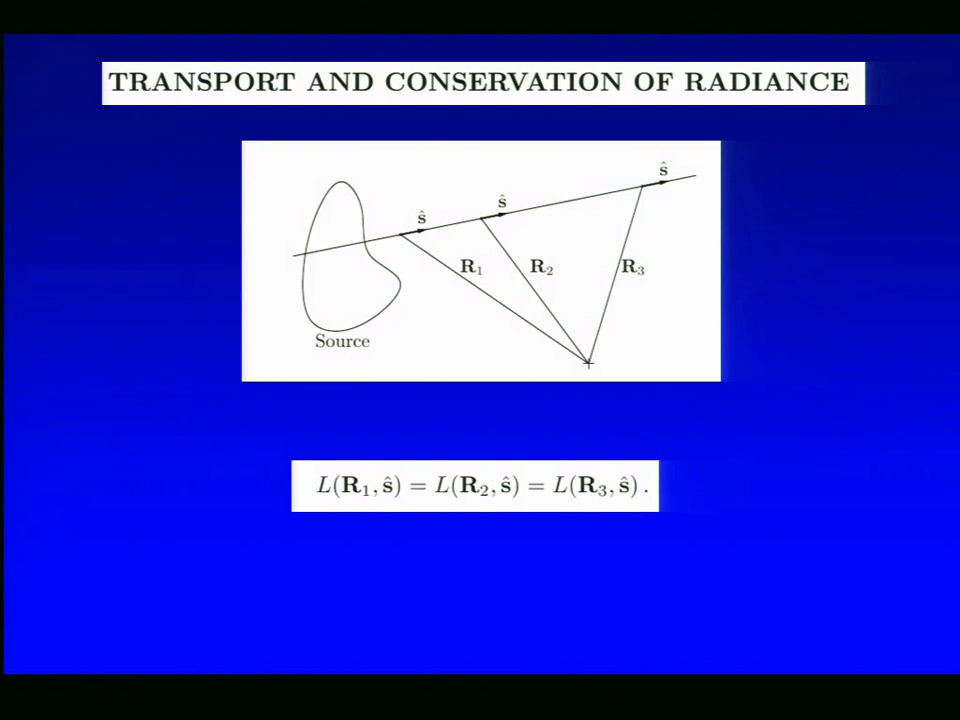 TRANSPORT AND CONSERVATION OF RADIANCE
ŝ
ŝ
ŝ
R₁ R₂ R₃
Source
L(R₁, ŝ) = L(R₂, ŝ) = L(R₃, ŝ) .